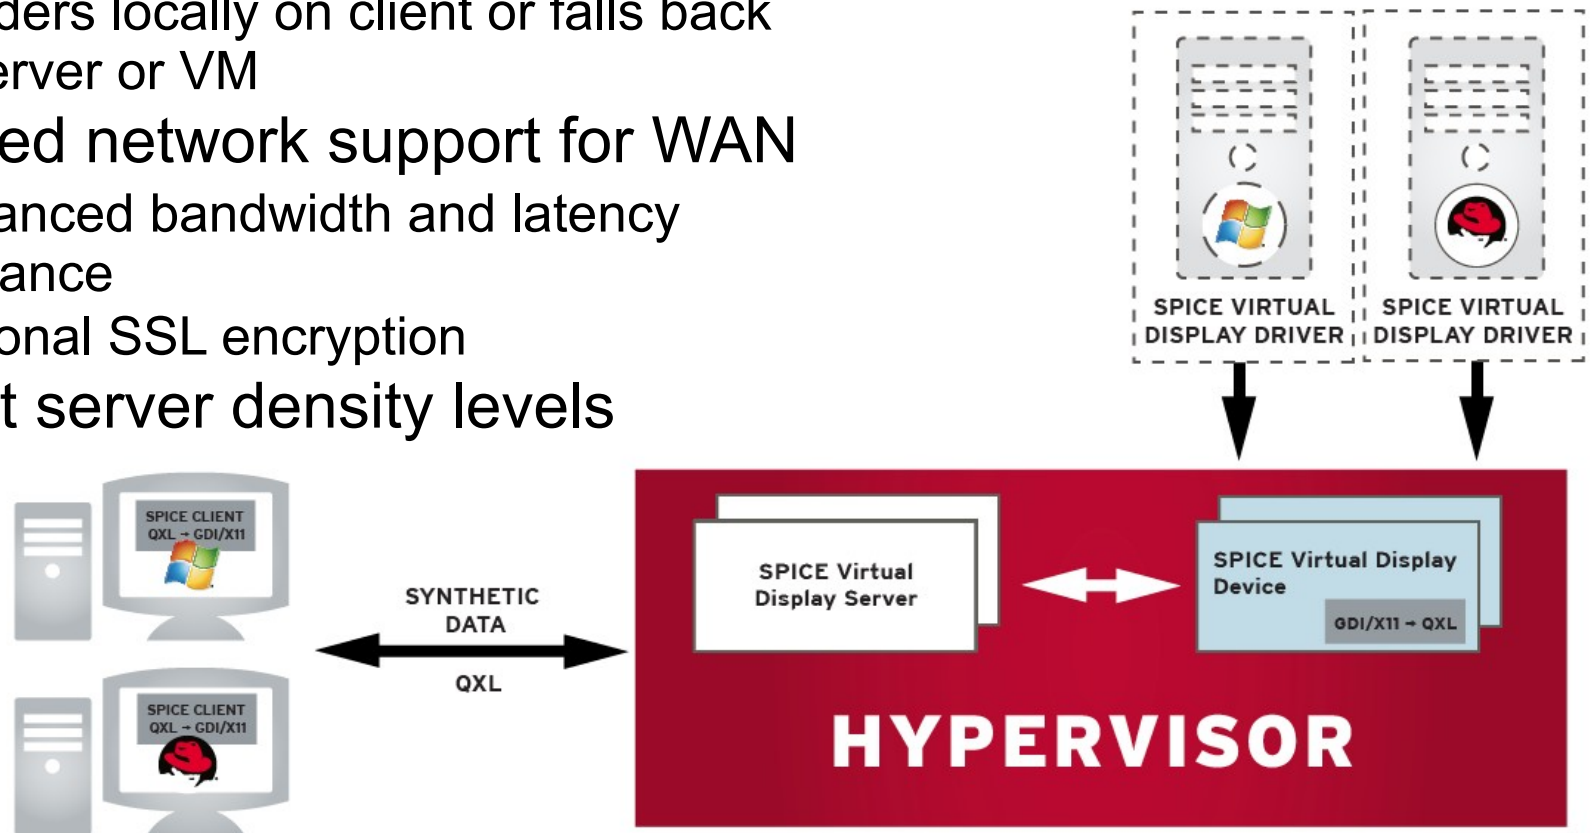 ders locally on client or falls back
erver or VM
ed network support for WAN
anced bandwidth and latency
ance
onal SSL encryption
t server density levels
SPICE VIRTUAL
DISPLAY DRIVER
SPICE VIRTUAL
DISPLAY DRIVER
SPICE CLIENT
QXL → GDI/X11
SYNTHETIC
DATA
QXL
SPICE Virtual
Display Server
SPICE Virtual Display
Device
GDI/X11 → QXL
SPICE CLIENT
QXL → GDI/X11
HYPERVISOR